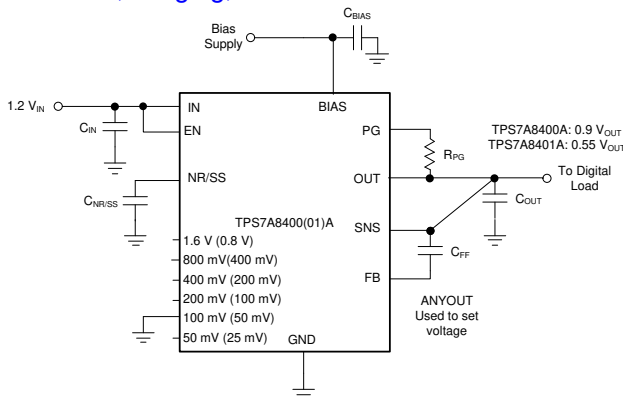 C_BIAS
Bias
Supply
1.2 V_IN
IN
BIAS
EN
C_IN
PG
R_PG
TPS7A8400A: 0.9 V_OUT
TPS7A8401A: 0.55 V_OUT
To Digital
Load
NR/SS
OUT
C_NR/SS
C_OUT
TPS7A8400(01)A
SNS
1.6 V (0.8 V)
C_FF
800 mV(400 mV)
400 mV (200 mV)
FB
200 mV (100 mV)
ANYOUT
Used to set
voltage
100 mV (50 mV)
50 mV (25 mV)
GND